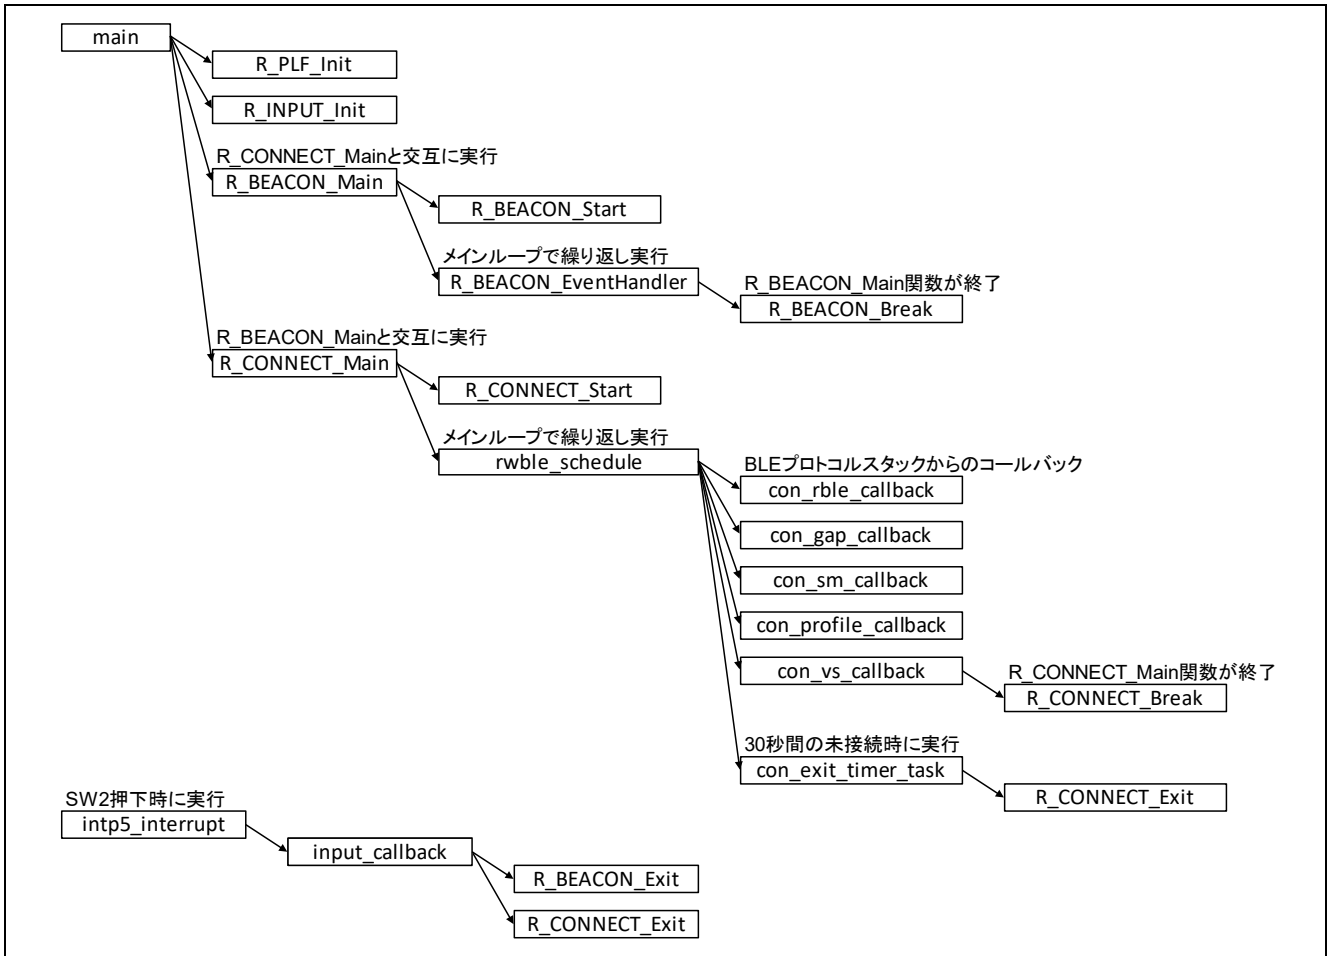 main
R_PLF_Init
R_INPUT_Init
R_CONNECT_Mainと交互に実行
R_BEACON_Main
R_BEACON_Start
メインループで繰り返し実行
R_BEACON_EventHandler
R_BEACON_Main関数が終了
R_BEACON_Break
R_BEACON_Mainと交互に実行
R_CONNECT_Main
R_CONNECT_Start
メインループで繰り返し実行
rwble_schedule
BLEプロトコルスタックからのコールバック
con_rble_callback
con_gap_callback
con_sm_callback
con_profile_callback
con_vs_callback
R_CONNECT_Main関数が終了
R_CONNECT_Break
30秒間の未接続時に実行
con_exit_timer_task
R_CONNECT_Exit
SW2押下時に実行
intp5_interrupt
input_callback
R_BEACON_Exit
R_CONNECT_Exit